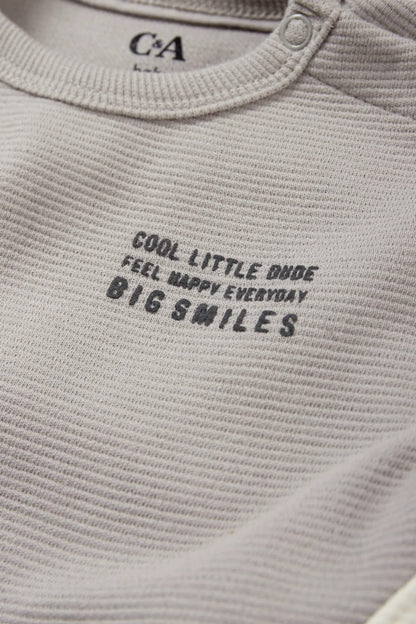 C&A
COOL LITTLE DUDE
FEEL HAPPY EVERYDAY
BIG SMILES